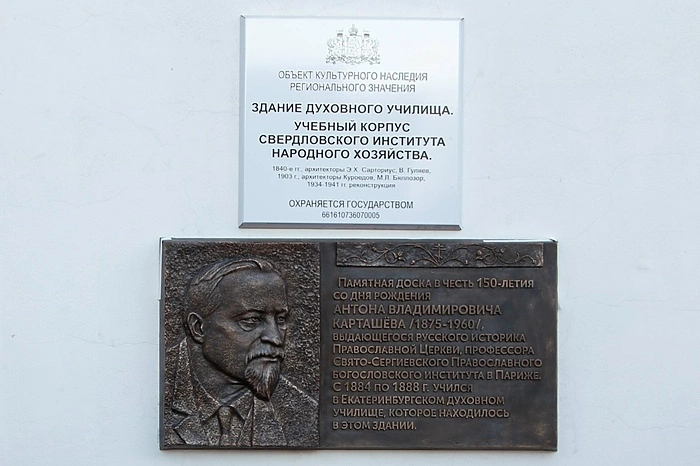 ОБЪЕКТ КУЛЬТУРНОГО НАСЛЕДИЯ
РЕГИОНАЛЬНОГО ЗНАЧЕНИЯ
ЗДАНИЕ ДУХОВНОГО УЧИЛИЩА.
УЧЕБНЫЙ КОРПУС
СВЕРДЛОВСКОГО ИНСТИТУТА
НАРОДНОГО ХОЗЯЙСТВА.
1840-е гг., архитекторы Э.Х. Сарториус, В. Гуляев,
1903 г., архитекторы Куроедов, М.Л. Бяллозор,
1934-1941 гг. реконструкция
ОХРАНЯЕТСЯ ГОСУДАРСТВОМ
661610736070005
Памятная доска в честь 150-летия
со дня рождения
Антона Владимировича
Карташёва /1875-1960/,
выдающегося русского историка
Православной Церкви, профессора
Свято-Сергиевского Православного
богословского института в Париже.
С 1884 по 1888 г. учился
в Екатеринбургском духовном
училище, которое находилось
в этом здании.